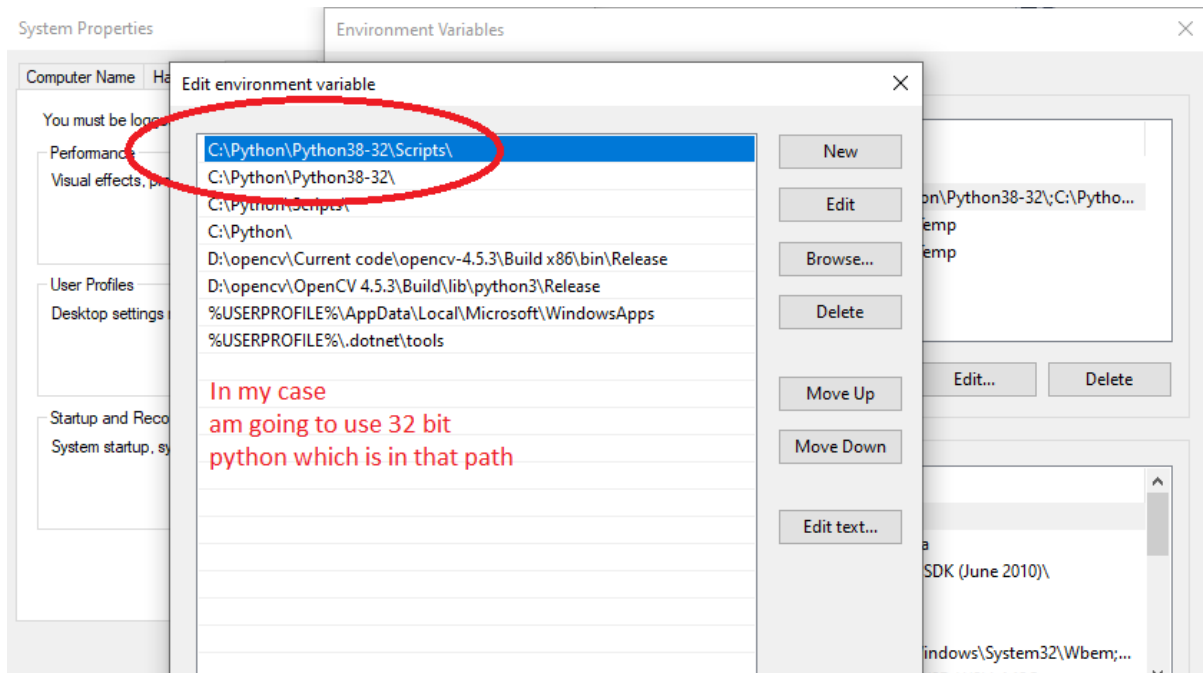 System Properties
Environment Variables
Computer Name Ha
Edit environment variable
You must be logge
Performance
Visual effects, pro
User Profiles
Desktop settings
Startup and Reco
System startup, sy
C:\Python\Python38-32\Scripts\
C:\Python\Python38-32\
C:\Python\Scripts\
C:\Python\
D:\opencv\Current code\opencv-4.5.3\Build x86\bin\Release
D:\opencv\OpenCV 4.5.3\Build\lib\python3\Release
%USERPROFILE%\AppData\Local\Microsoft\WindowsApps
%USERPROFILE%\.dotnet\tools
In my case
am going to use 32 bit
python which is in that path
New
Edit
Browse...
Delete
Move Up
Move Down
Edit text...
on\Python38-32\;C:\Pytho...
emp
emp
Edit... Delete
a
SDK (June 2010)\
indows\System32\Wbem;...